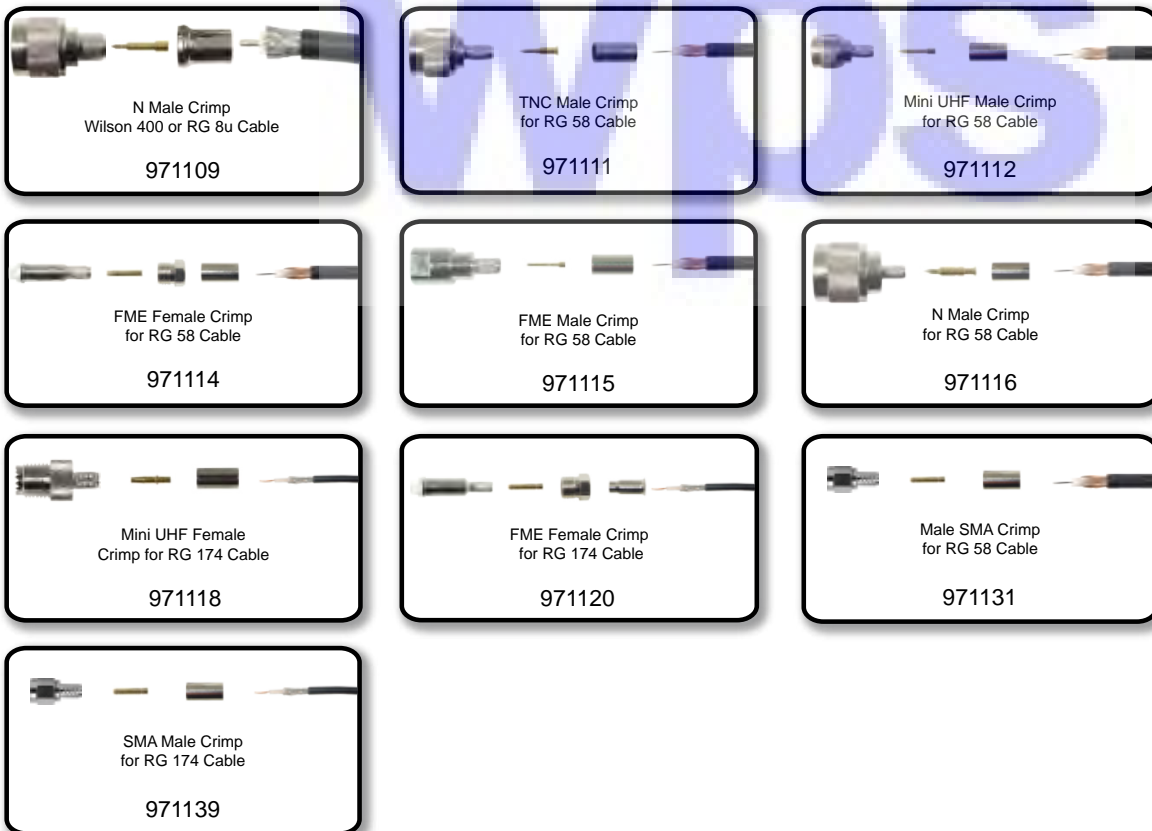 wps
N Male Crimp
Wilson 400 or RG 8u Cable
971109
TNC Male Crimp
for RG 58 Cable
971111
Mini UHF Male Crimp
for RG 58 Cable
971112
FME Female Crimp
for RG 58 Cable
971114
FME Male Crimp
for RG 58 Cable
971115
N Male Crimp
for RG 58 Cable
971116
Mini UHF Female
Crimp for RG 174 Cable
971118
FME Female Crimp
for RG 174 Cable
971120
Male SMA Crimp
for RG 58 Cable
971131
SMA Male Crimp
for RG 174 Cable
971139